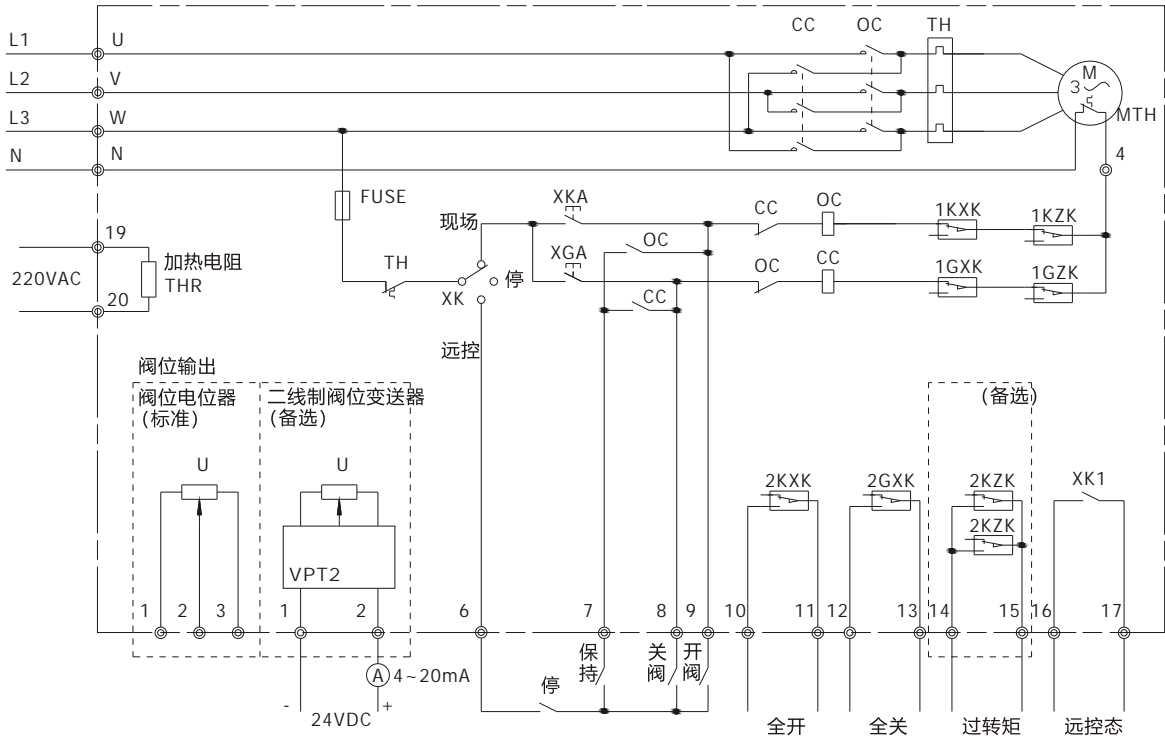 CC OC TH
L1 U
L2 V
M
3
L3 W
MTH
N N
4
FUSE
XKA
CC OC
1KXK 1KZK
现场
19
OC
加热电阻
THR
220VAC
20
TH
XK
停
XGA
OC CC
1GXK 1GZK
CC
远控
阀位输出
阀位电位器
(标准)
二线制阀位变送器
(备选)
(备选)
U
U
2KXK
2GXK
2KZK
XK1
2KZK
VPT2
1 2 3 1 2 6 7 8 9 10 11 12 13 14 15 16 17
保持
关阀
开阀
A 4~20mA
停
- 24VDC +
全开
全关
过转矩
远控态